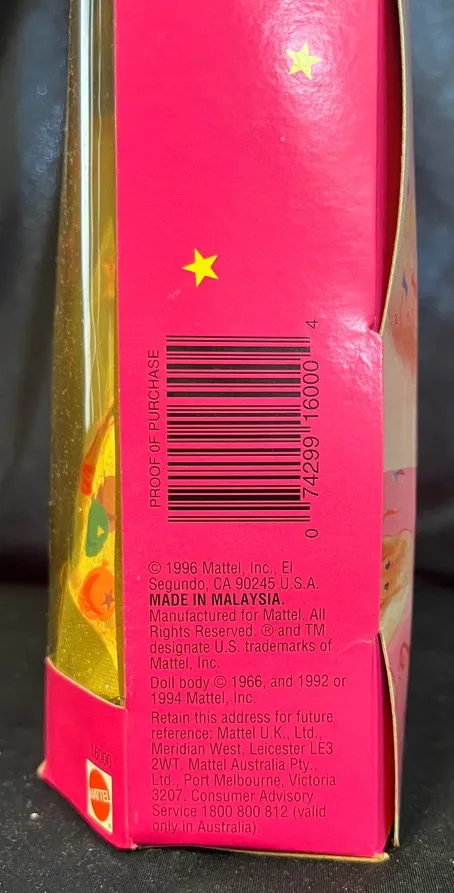 PROOF OF PURCHASE
0 74299 16000 4
© 1996 Mattel, Inc., El
Segundo, CA 90245 U.S.A.
MADE IN MALAYSIA.
Manufactured for Mattel. All
Rights Reserved. ® and TM
designate U.S. trademarks of
Mattel, Inc.
Doll body © 1966, and 1992 or
1994 Mattel, Inc.
Retain this address for future
reference: Mattel U.K., Ltd.,
Meridian West, Leicester LE3
2WT. Mattel Australia Pty.,
Ltd., Port Melbourne, Victoria
3207. Consumer Advisory
Service 1800 800 812 (valid
only in Australia).
16000
MATTEL